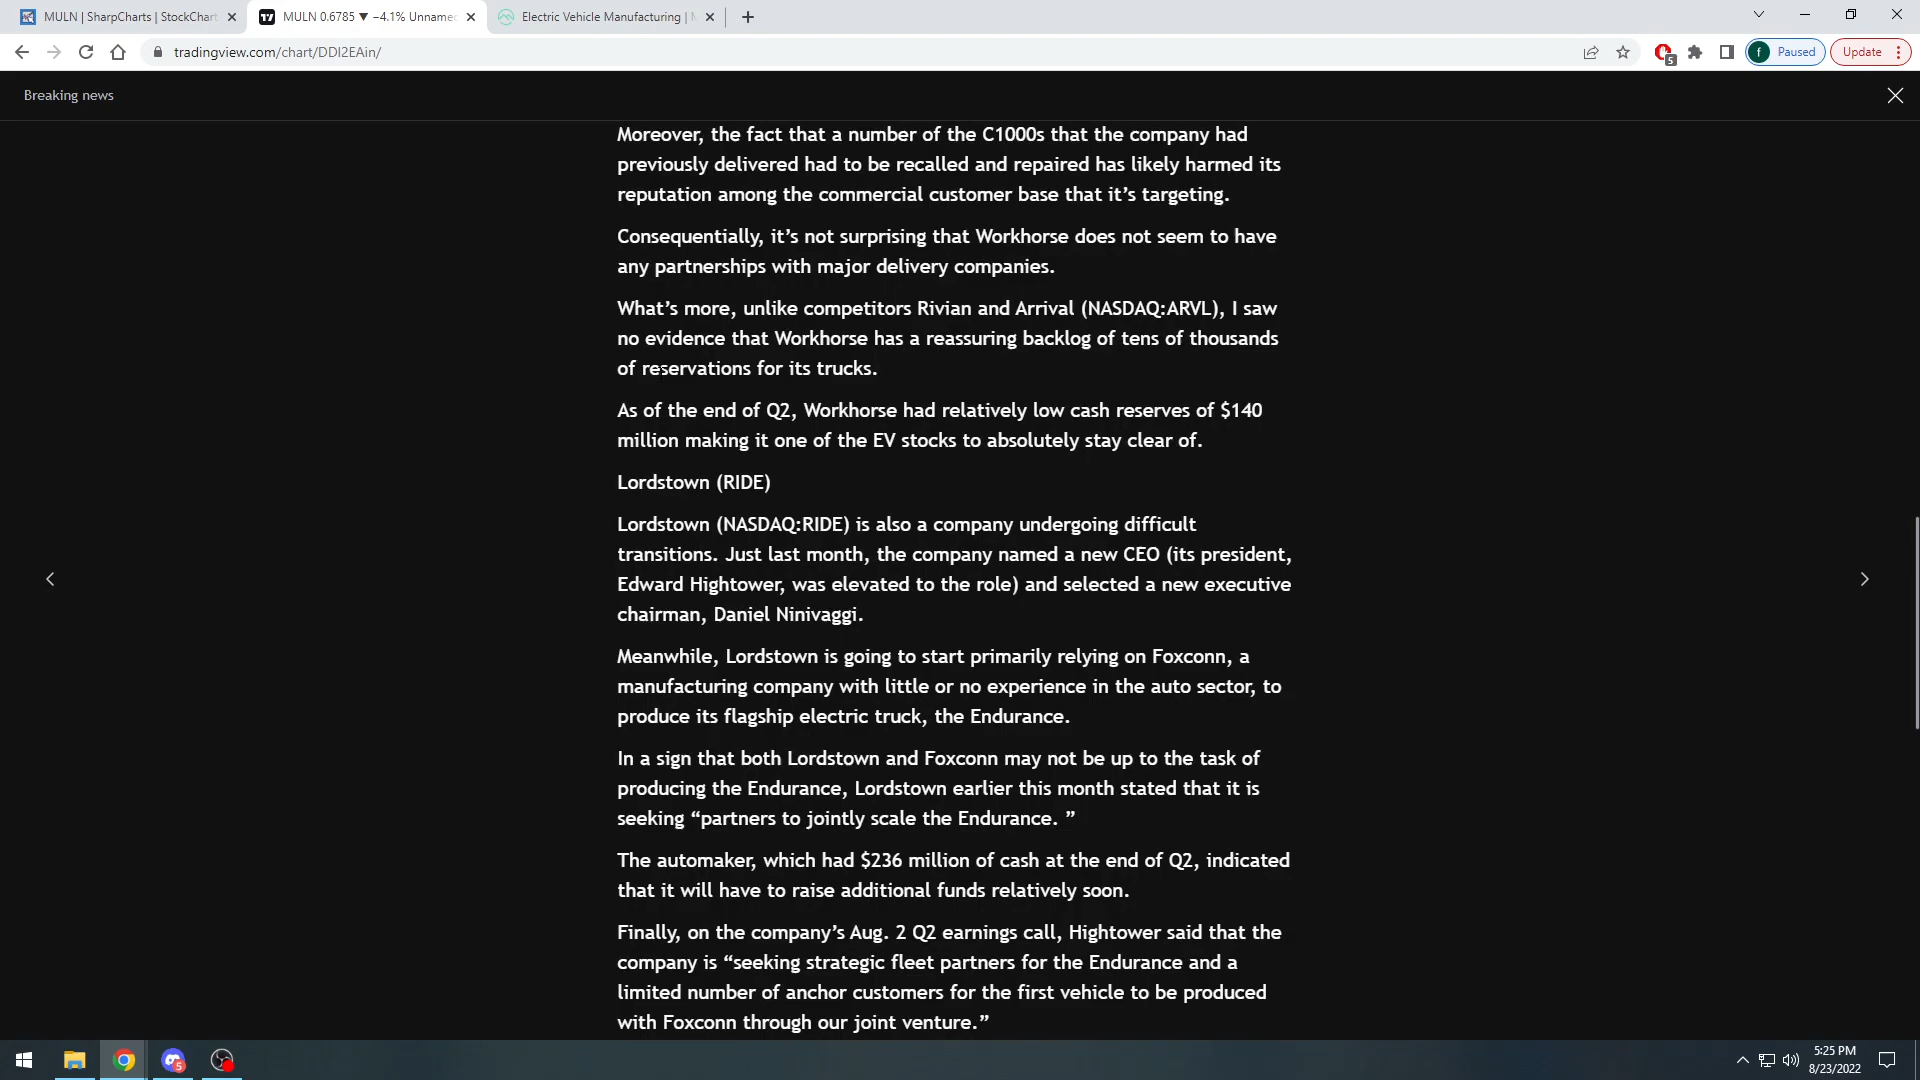 MULN | SharpCharts | StockChart
MULN 0.6785 ▼ −4.1% Unname
Electric Vehicle Manufacturing |
tradingview.com/chart/DDI2EAin/
5
f
Paused
Update
Breaking news
Moreover, the fact that a number of the C1000s that the company had
previously delivered had to be recalled and repaired has likely harmed its
reputation among the commercial customer base that it’s targeting.
Consequentially, it’s not surprising that Workhorse does not seem to have
any partnerships with major delivery companies.
What’s more, unlike competitors Rivian and Arrival (NASDAQ:ARVL), I saw
no evidence that Workhorse has a reassuring backlog of tens of thousands
of reservations for its trucks.
As of the end of Q2, Workhorse had relatively low cash reserves of $140
million making it one of the EV stocks to absolutely stay clear of.
Lordstown (RIDE)
Lordstown (NASDAQ:RIDE) is also a company undergoing difficult
transitions. Just last month, the company named a new CEO (its president,
Edward Hightower, was elevated to the role) and selected a new executive
chairman, Daniel Ninivaggi.
Meanwhile, Lordstown is going to start primarily relying on Foxconn, a
manufacturing company with little or no experience in the auto sector, to
produce its flagship electric truck, the Endurance.
In a sign that both Lordstown and Foxconn may not be up to the task of
producing the Endurance, Lordstown earlier this month stated that it is
seeking “partners to jointly scale the Endurance. ”
The automaker, which had $236 million of cash at the end of Q2, indicated
that it will have to raise additional funds relatively soon.
Finally, on the company’s Aug. 2 Q2 earnings call, Hightower said that the
company is “seeking strategic fleet partners for the Endurance and a
limited number of anchor customers for the first vehicle to be produced
with Foxconn through our joint venture.”
5
5:25 PM
8/23/2022